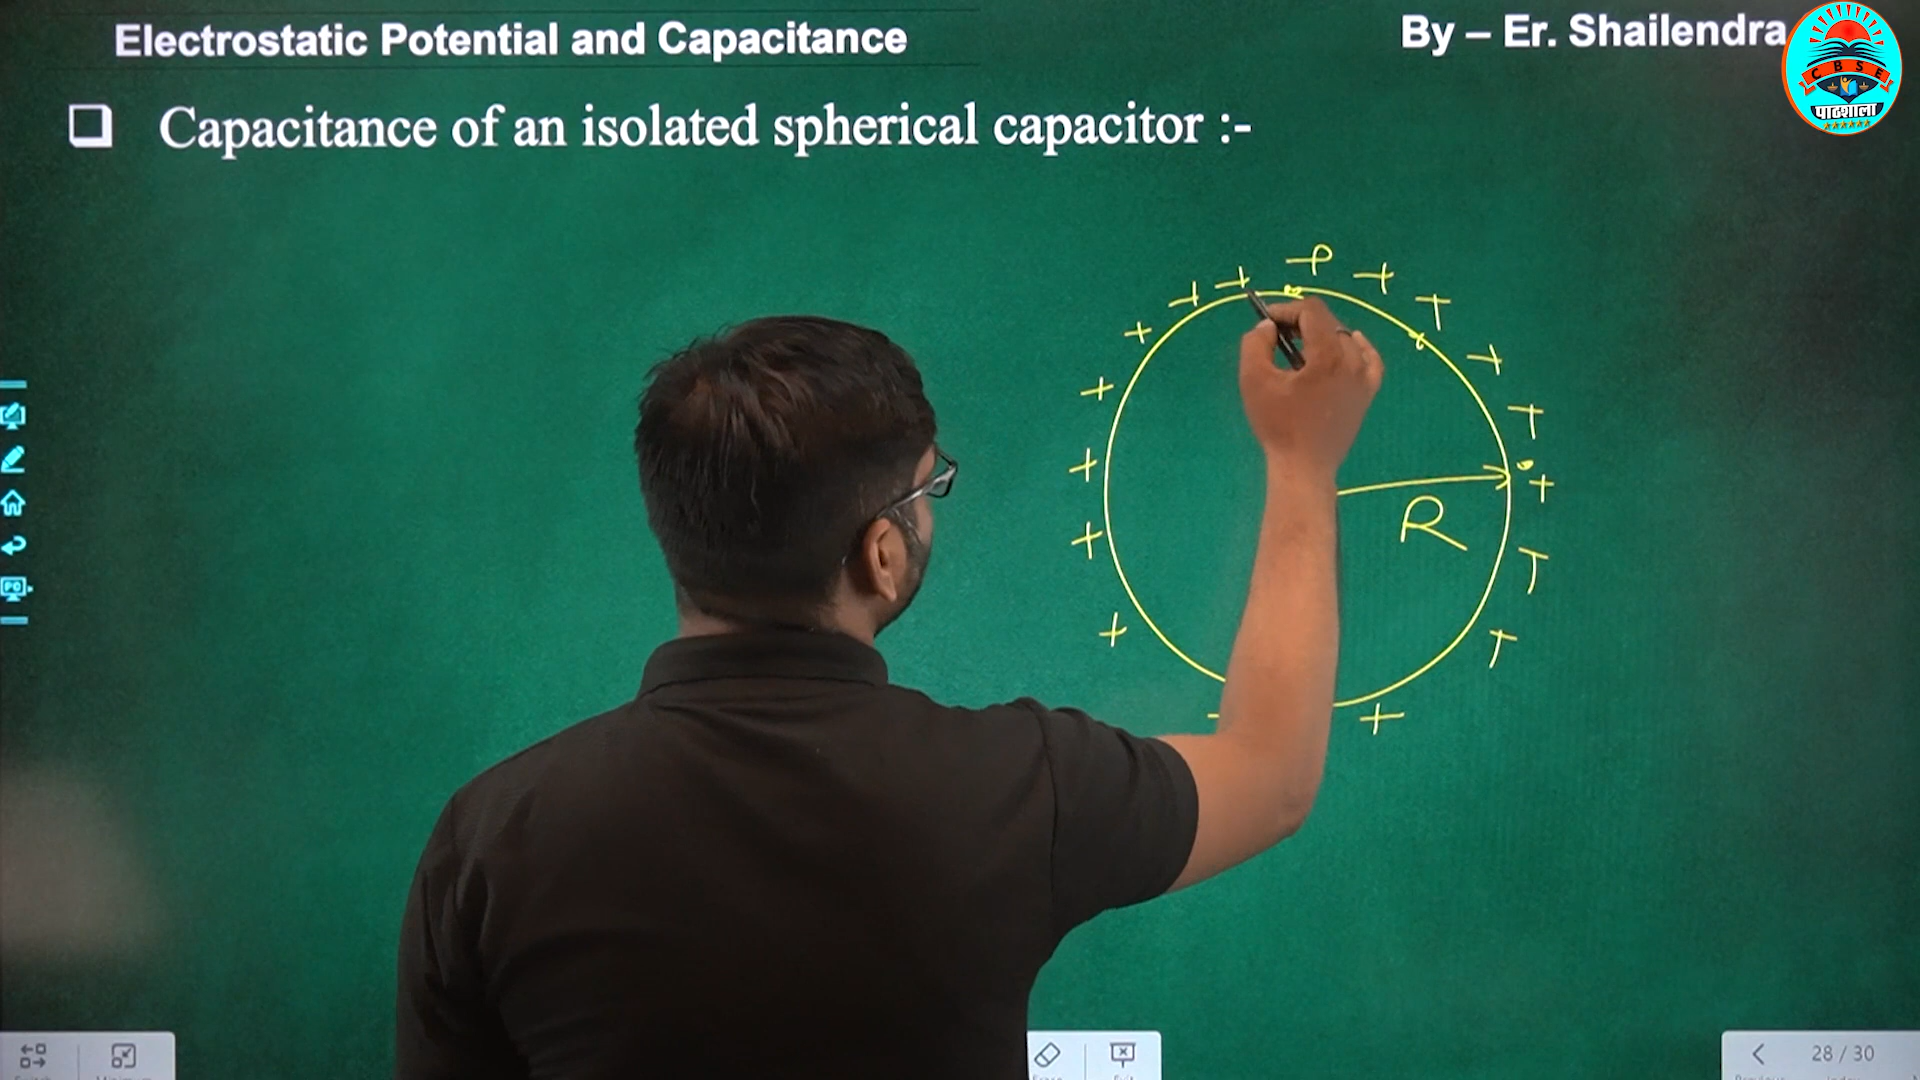 Electrostatic Potential and Capacitance
By – Er. Shailendra
CBSE
पाठशाला
Capacitance of an isolated spherical capacitor :-
P
R
28 / 30